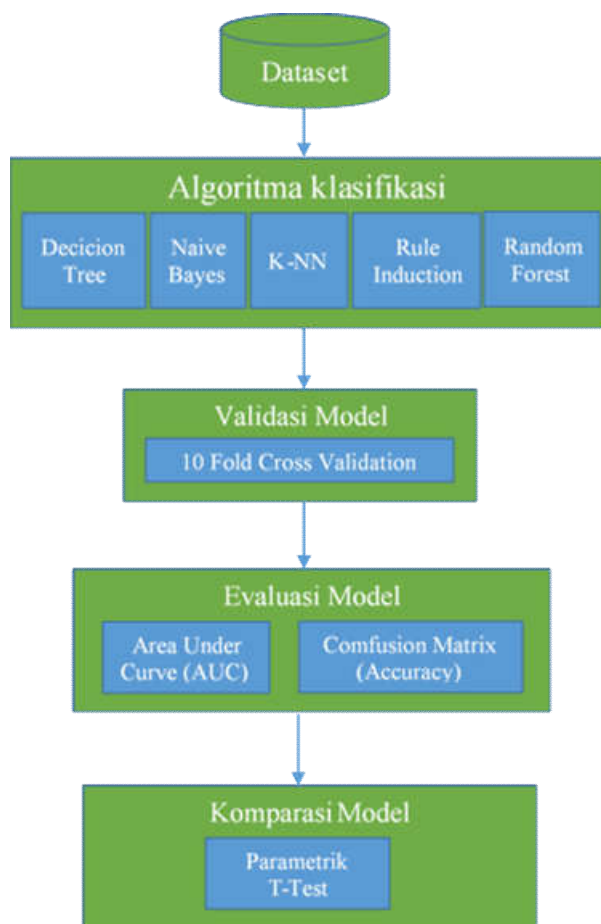 Dataset
Algoritma klasifikasi
Decicion
Tree
Naive
Bayes
K-NN
Rule
Induction
Random
Forest
Validasi Model
10 Fold Cross Validation
Evaluasi Model
Area Under
Curve (AUC)
Comfusion Matrix
(Accuracy)
Komparasi Model
Parametrik
T-Test